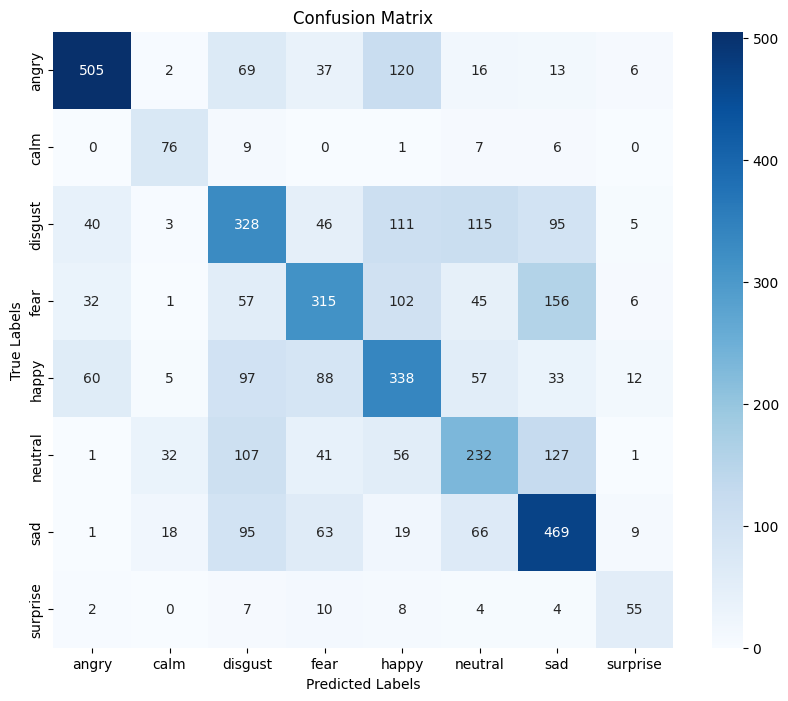 Confusion Matrix
angry 505 2 69 37 120 16 13 6
calm 0 76 9 0 1 7 6 0
disgust 40 3 328 46 111 115 95 5
fear 32 1 57 315 102 45 156 6
happy 60 5 97 88 338 57 33 12
neutral 1 32 107 41 56 232 127 1
sad 1 18 95 63 19 66 469 9
surprise 2 0 7 10 8 4 4 55
angry calm disgust fear happy neutral sad surprise
Predicted Labels
True Labels
500
400
300
200
100
0